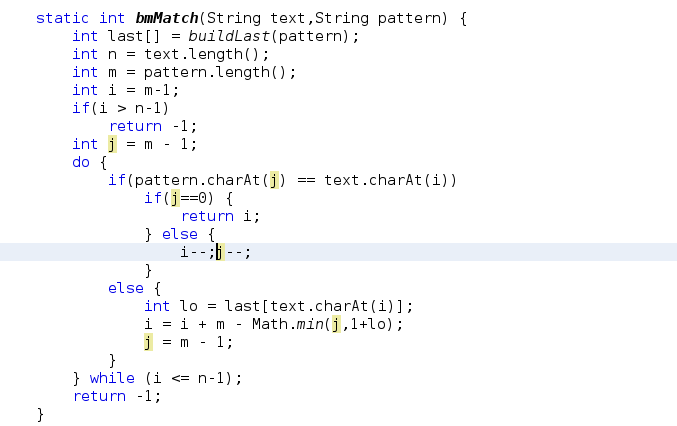 static int bmMatch(String text,String pattern) {
    int last[] = buildLast(pattern);
    int n = text.length();
    int m = pattern.length();
    int i = m-1;
    if(i > n-1)
        return -1;
    int j = m - 1;
    do {
        if(pattern.charAt(j) == text.charAt(i))
            if(j==0) {
                return i;
            } else {
                i--;j--;
            }
        else {
            int lo = last[text.charAt(i)];
            i = i + m - Math.min(j,1+lo);
            j = m - 1;
        }
    } while (i <= n-1);
    return -1;
}